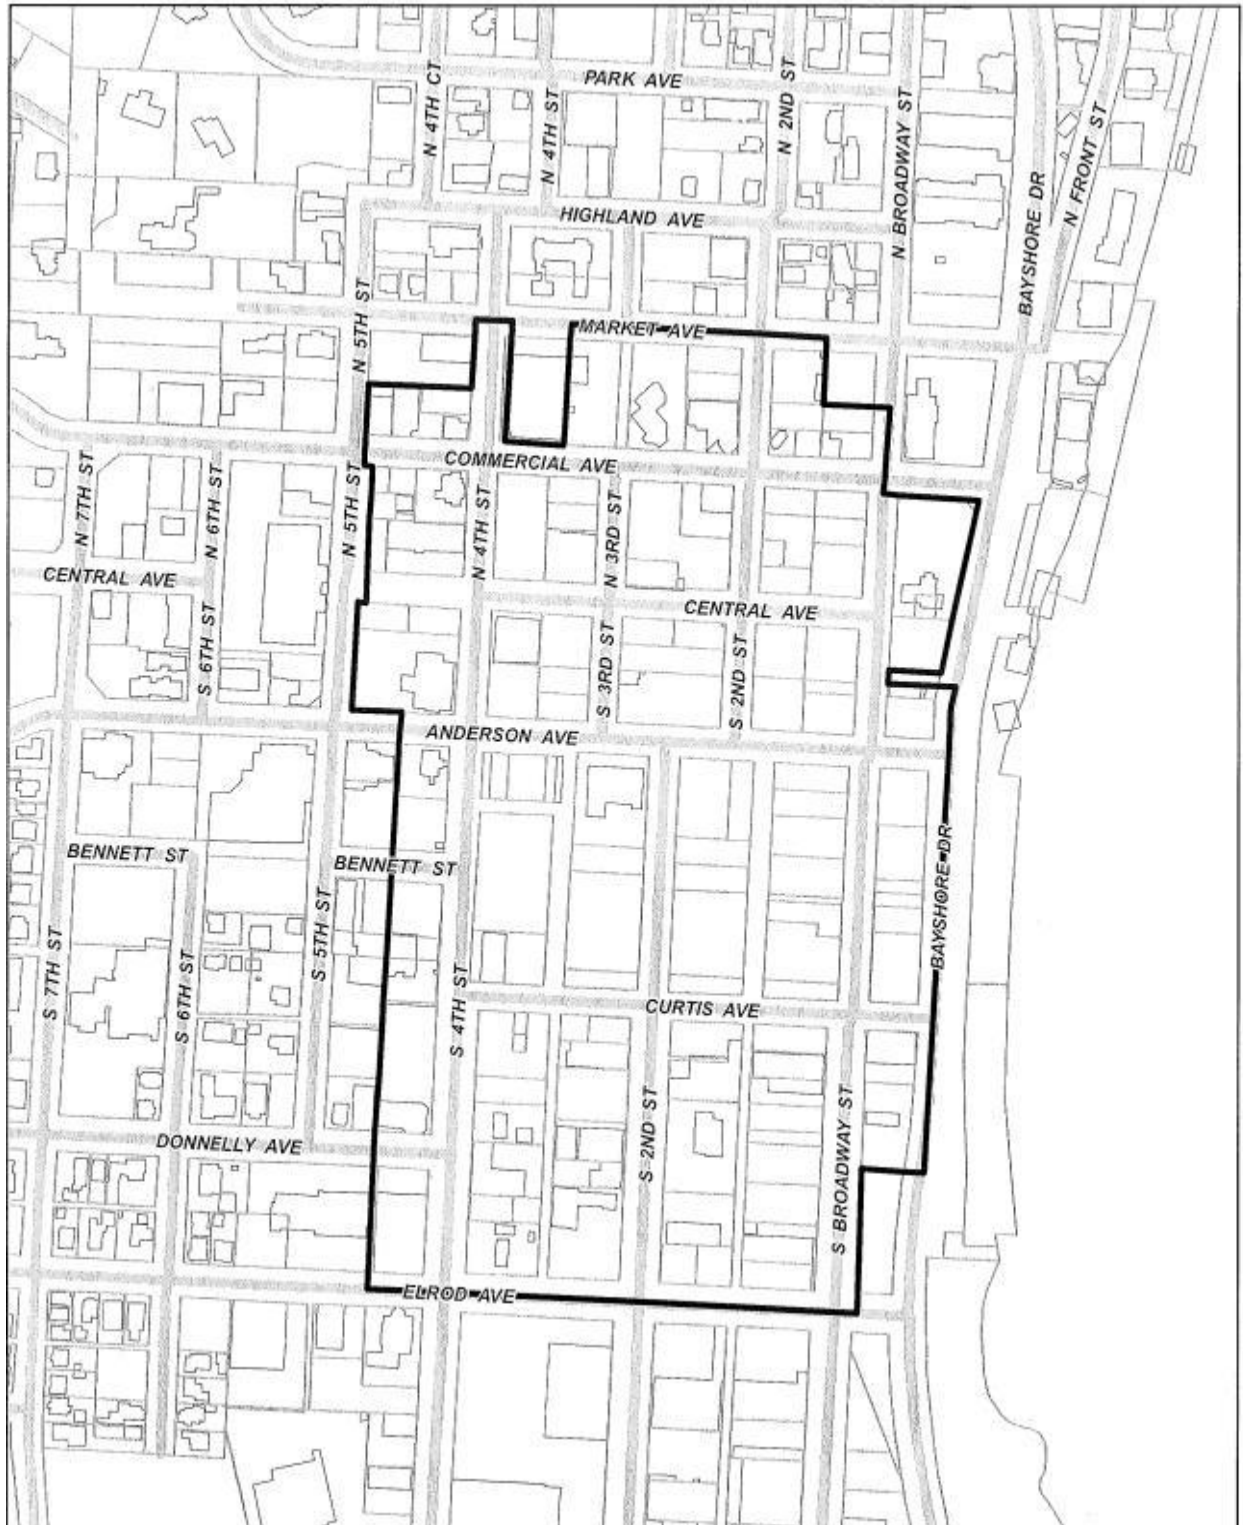 PARK AVE
N 4TH CT
N 4TH ST
N 2ND ST
N BROADWAY ST
BAYSHORE DR
N FRONT ST
HIGHLAND AVE
N 5TH ST
MARKET AVE
COMMERCIAL AVE
N 7TH ST
N 6TH ST
N 5TH ST
N 4TH ST
N 3RD ST
CENTRAL AVE
CENTRAL AVE
S 6TH ST
S 3RD ST
S 2ND ST
ANDERSON AVE
BENNETT ST
BENNETT ST
BAYSHORE DR
S 7TH ST
S 6TH ST
S 5TH ST
S 4TH ST
CURTIS AVE
S 2ND ST
S BROADWAY ST
DONNELLY AVE
ELROD AVE